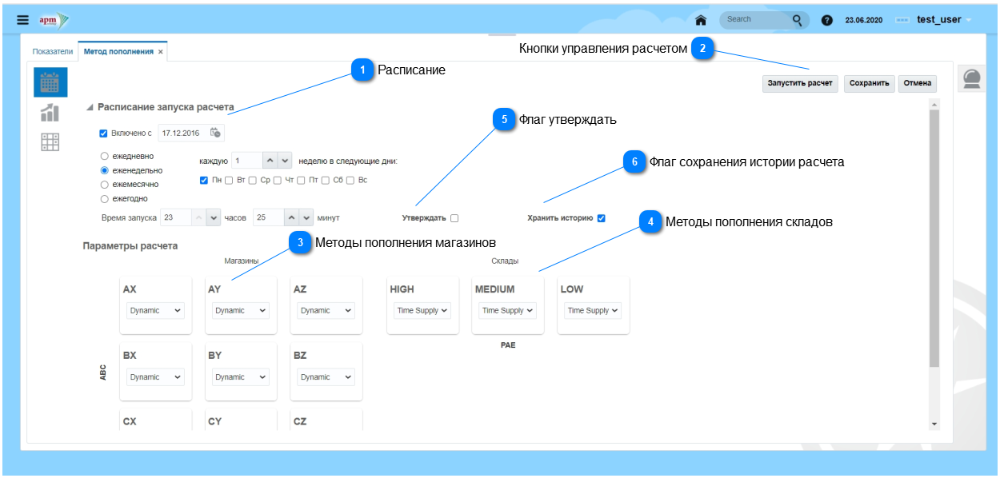 apm
Search
?
23.06.2020
test_user
Показатели
Метод пополнения ×
Кнопки управления расчетом 2
1 Расписание
Запустить расчет Сохранить Отмена
Расписание запуска расчета
5 Флаг утверждать
Включено с 17.12.2016
ежедневно
каждую 1 неделю в следующие дни:
6 Флаг сохранения истории расчета
еженедельно
Пн Вт Ср Чт Пт Сб Вс
ежемесячно
ежегодно
Время запуска 23 часов 25 минут
Утверждать
Хранить историю
4 Методы пополнения складов
Параметры расчета
3 Методы пополнения магазинов
Магазины
Склады
AX AY AZ HIGH MEDIUM LOW
Dynamic Dynamic Dynamic Time Supply Time Supply Time Supply
PAE
BX BY BZ
ABC
Dynamic Dynamic Dynamic
CX CY CZ